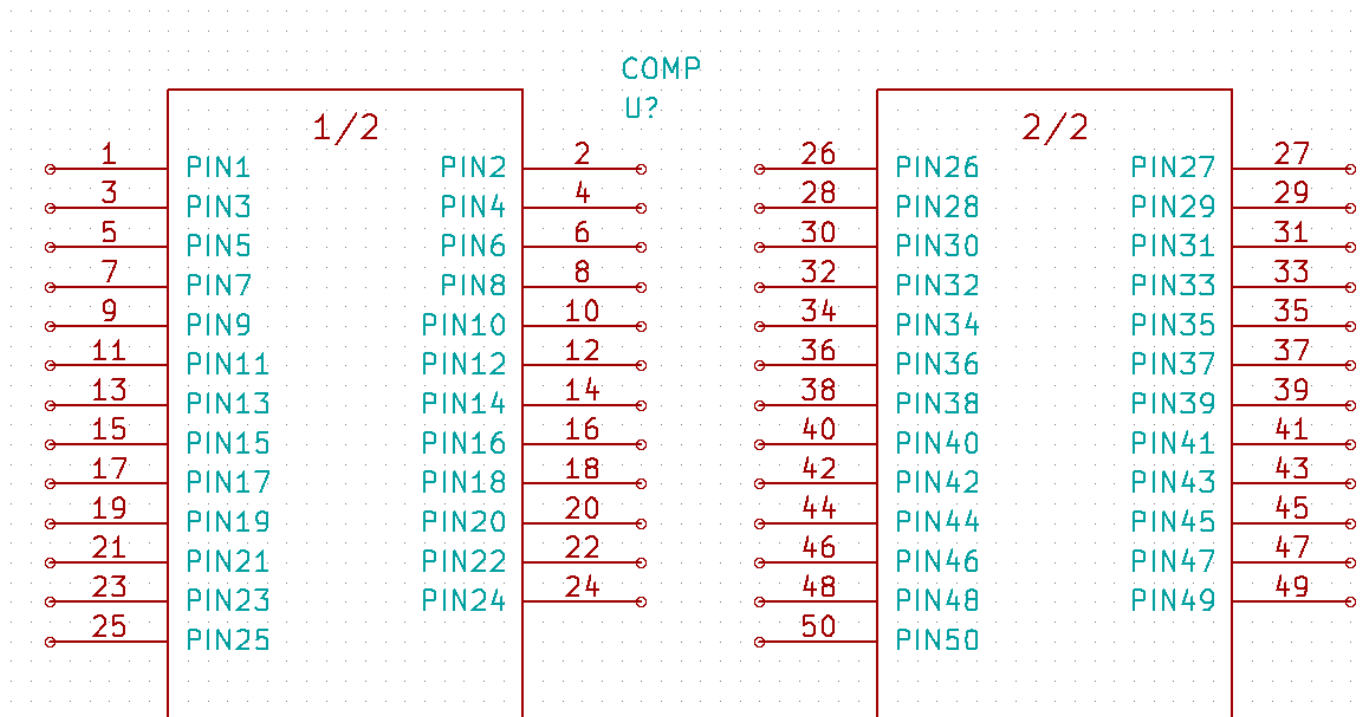 COMP
U?
1/2
1 PIN1 PIN2 2
3 PIN3 PIN4 4
5 PIN5 PIN6 6
7 PIN7 PIN8 8
9 PIN9 PIN10 10
11 PIN11 PIN12 12
13 PIN13 PIN14 14
15 PIN15 PIN16 16
17 PIN17 PIN18 18
19 PIN19 PIN20 20
21 PIN21 PIN22 22
23 PIN23 PIN24 24
25 PIN25
2/2
26 PIN26 PIN27 27
28 PIN28 PIN29 29
30 PIN30 PIN31 31
32 PIN32 PIN33 33
34 PIN34 PIN35 35
36 PIN36 PIN37 37
38 PIN38 PIN39 39
40 PIN40 PIN41 41
42 PIN42 PIN43 43
44 PIN44 PIN45 45
46 PIN46 PIN47 47
48 PIN48 PIN49 49
50 PIN50